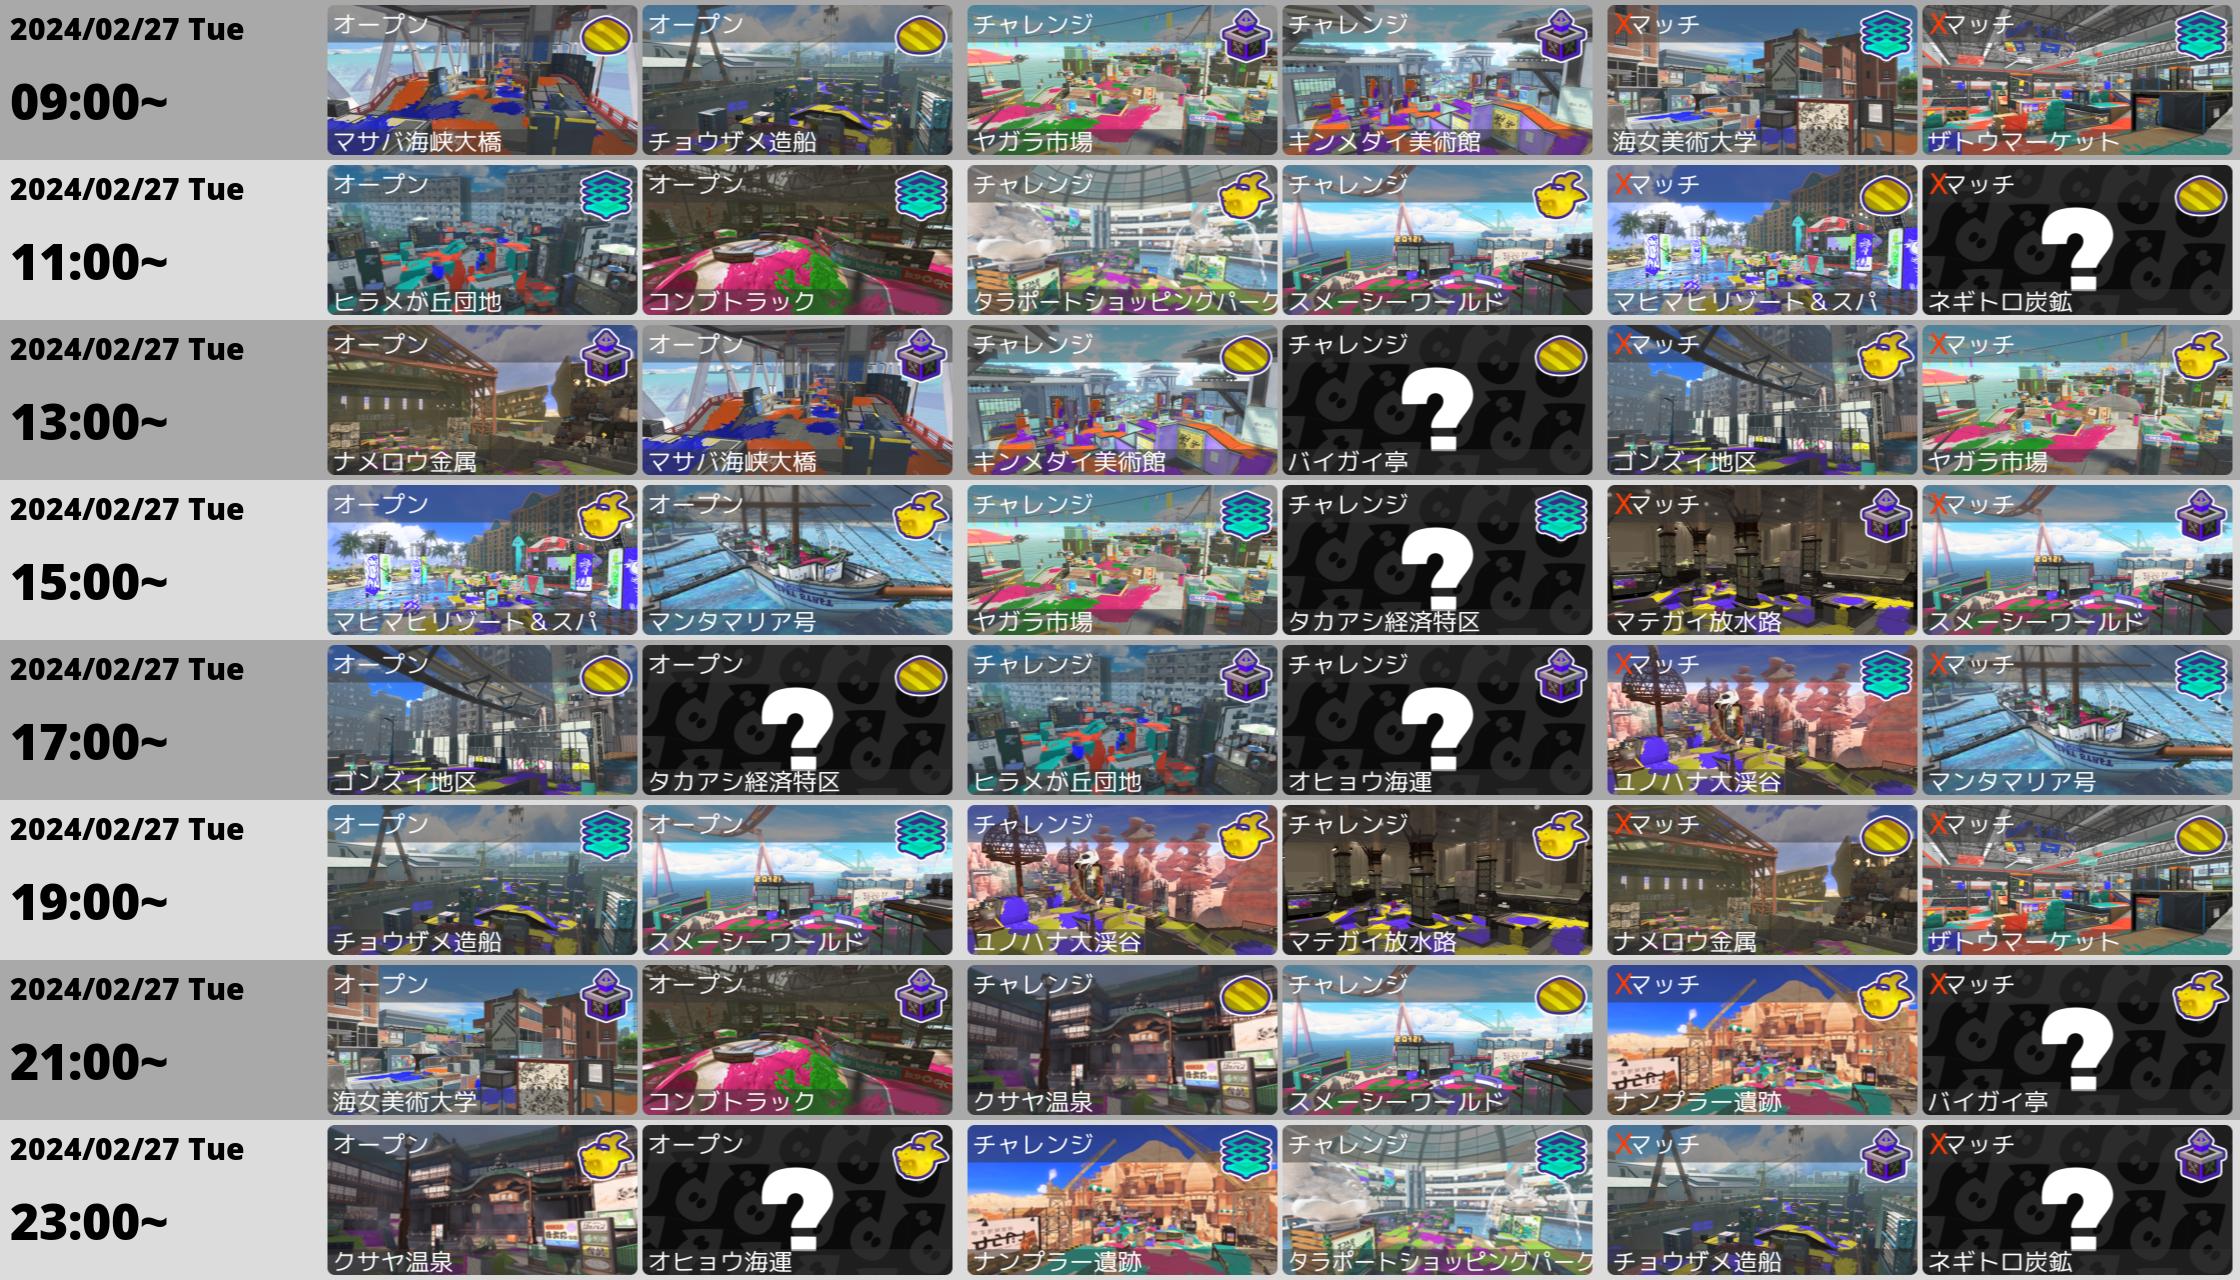 2024/02/27 Tue
09:00~
オープン
マサバ海峡大橋
オープン
チョウザメ造船
チャレンジ
ヤガラ市場
チャレンジ
キンメダイ美術館
Xマッチ
海女美術大学
Xマッチ
ザトウマーケット
2024/02/27 Tue
11:00~
オープン
ヒラメが丘団地
オープン
コンブトラック
チャレンジ
タラポートショッピングパーク
チャレンジ
スメーシーワールド
Xマッチ
マヒマヒリゾート&スパ
Xマッチ
?
ネギトロ炭鉱
2024/02/27 Tue
13:00~
オープン
ナメロウ金属
オープン
マサバ海峡大橋
チャレンジ
キンメダイ美術館
チャレンジ
?
バイガイ亭
Xマッチ
ゴンズイ地区
Xマッチ
ヤガラ市場
2024/02/27 Tue
15:00~
オープン
マヒマヒリゾート&スパ
オープン
マンタマリア号
チャレンジ
ヤガラ市場
チャレンジ
?
タカアシ経済特区
Xマッチ
マテガイ放水路
Xマッチ
スメーシーワールド
2024/02/27 Tue
17:00~
オープン
ゴンズイ地区
オープン
?
タカアシ経済特区
チャレンジ
ヒラメが丘団地
チャレンジ
?
オヒョウ海運
Xマッチ
ユノハナ大渓谷
Xマッチ
マンタマリア号
2024/02/27 Tue
19:00~
オープン
チョウザメ造船
オープン
スメーシーワールド
チャレンジ
ユノハナ大渓谷
チャレンジ
マテガイ放水路
Xマッチ
ナメロウ金属
Xマッチ
ザトウマーケット
2024/02/27 Tue
21:00~
オープン
海女美術大学
オープン
コンブトラック
チャレンジ
クサヤ温泉
チャレンジ
スメーシーワールド
Xマッチ
ナンプラー遺跡
Xマッチ
?
バイガイ亭
2024/02/27 Tue
23:00~
オープン
クサヤ温泉
オープン
?
オヒョウ海運
チャレンジ
ナンプラー遺跡
チャレンジ
タラポートショッピングパーク
Xマッチ
チョウザメ造船
Xマッチ
?
ネギトロ炭鉱